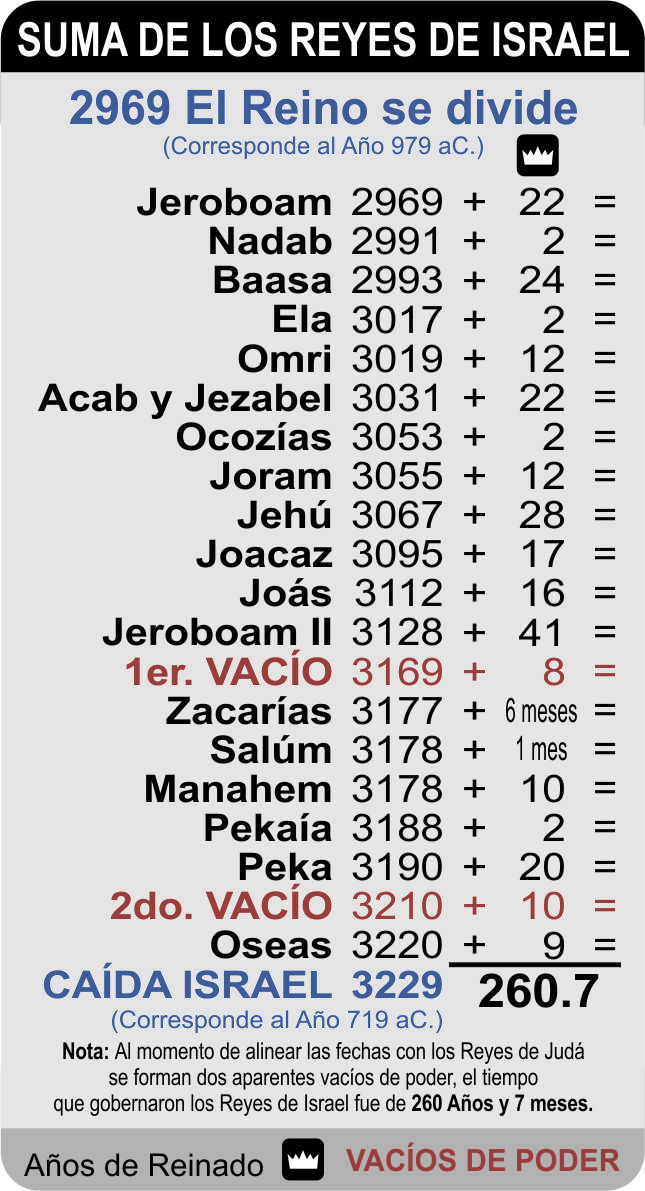 SUMA DE LOS REYES DE ISRAEL
2969 El Reino se divide
(Corresponde al Año 979 aC.)
Jeroboam 2969 + 22 =
Nadab 2991 + 2 =
Baasa 2993 + 24 =
Ela 3017 + 2 =
Omri 3019 + 12 =
Acab y Jezabel 3031 + 22 =
Ocozías 3053 + 2 =
Joram 3055 + 12 =
Jehú 3067 + 28 =
Joacaz 3095 + 17 =
Joás 3112 + 16 =
Jeroboam II 3128 + 41 =
1er. VACÍO 3169 + 8 =
Zacarías 3177 + 6 meses =
Salúm 3178 + 1 mes =
Manahem 3178 + 10 =
Pekaía 3188 + 2 =
Peka 3190 + 20 =
2do. VACÍO 3210 + 10 =
Oseas 3220 + 9 =
CAÍDA ISRAEL 3229 260.7
(Corresponde al Año 719 aC.)
Nota: Al momento de alinear las fechas con los Reyes de Judá
se forman dos aparentes vacíos de poder, el tiempo
que gobernaron los Reyes de Israel fue de 260 Años y 7 meses.
Años de Reinado VACÍOS DE PODER